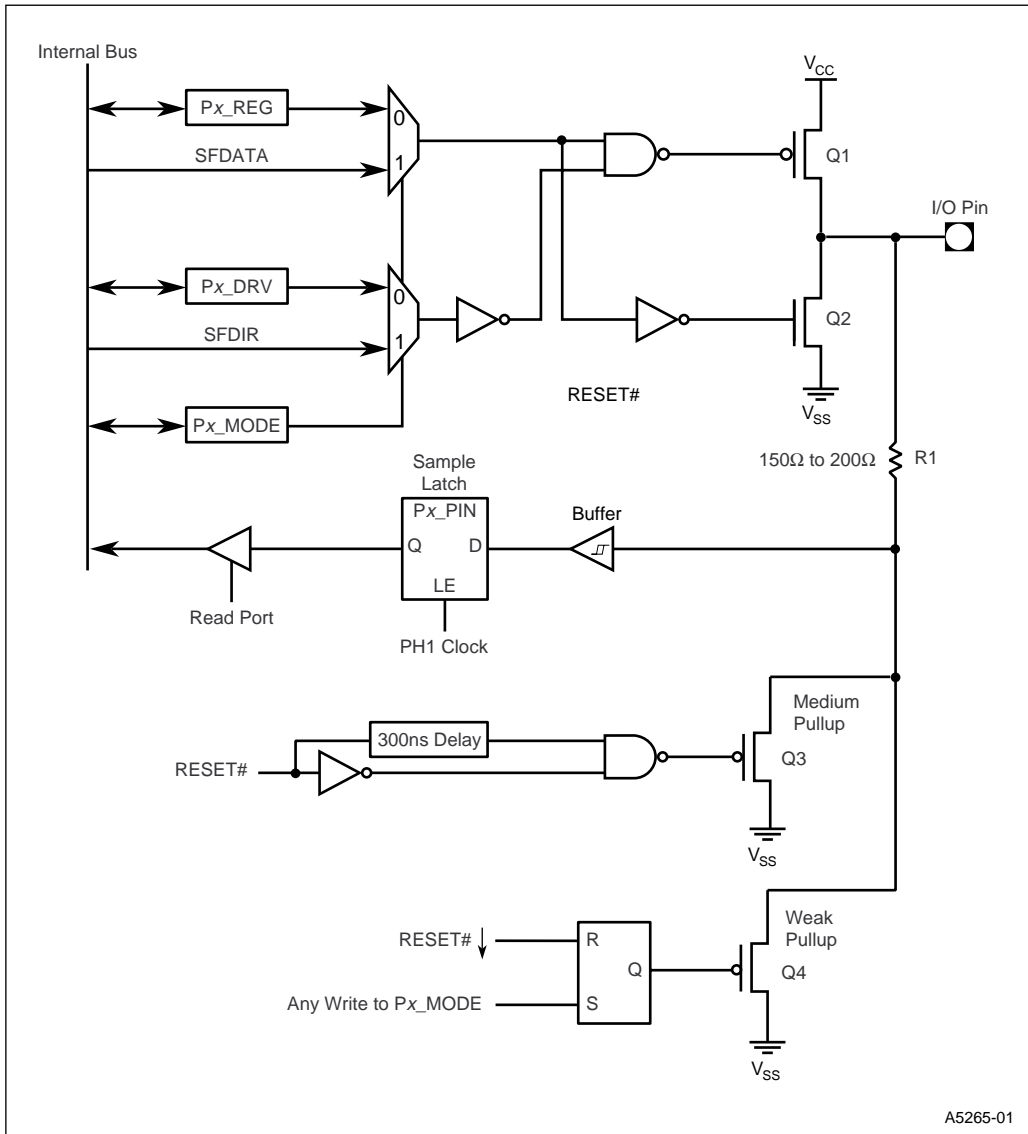 Internal Bus
VCC
Px_REG
0
SFDATA
1
Q1
I/O Pin
Px_DRV
0
SFDIR
1
Q2
RESET#
VSS
Px_MODE
150Ω to 200Ω
R1
Sample
Latch
Px_PIN
Buffer
Q
D
LE
Read Port
PH1 Clock
Medium
Pullup
300ns Delay
RESET#
Q3
VSS
Weak
Pullup
RESET# ↓
R
Q
Q4
Any Write to Px_MODE
S
VSS
A5265-01